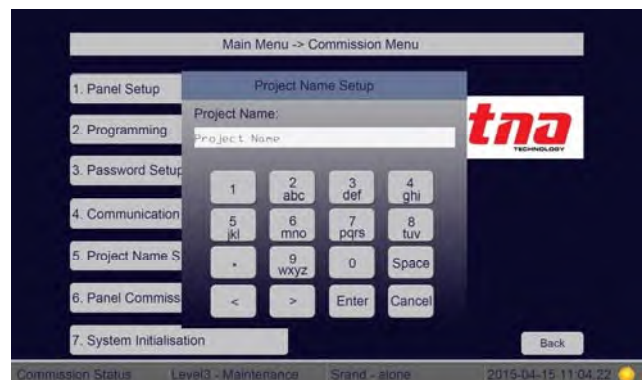 Main Menu -> Commission Menu
1. Panel Setup
2. Programming
3. Password Setup
4. Communication
5. Project Name S
6. Panel Commiss
7. System Initialisation
Project Name Setup
Project Name:
Project Name
1
2
abc
3
def
4
ghi
5
jkl
6
mno
7
pqrs
8
tuv
.
9
wxyz
0
Space
<
>
Enter
Cancel
tna
TECHNOLOGY
Back
Commission Status
Level3 - Maintenance
Srand - alone
2015-04-15 11:04:22